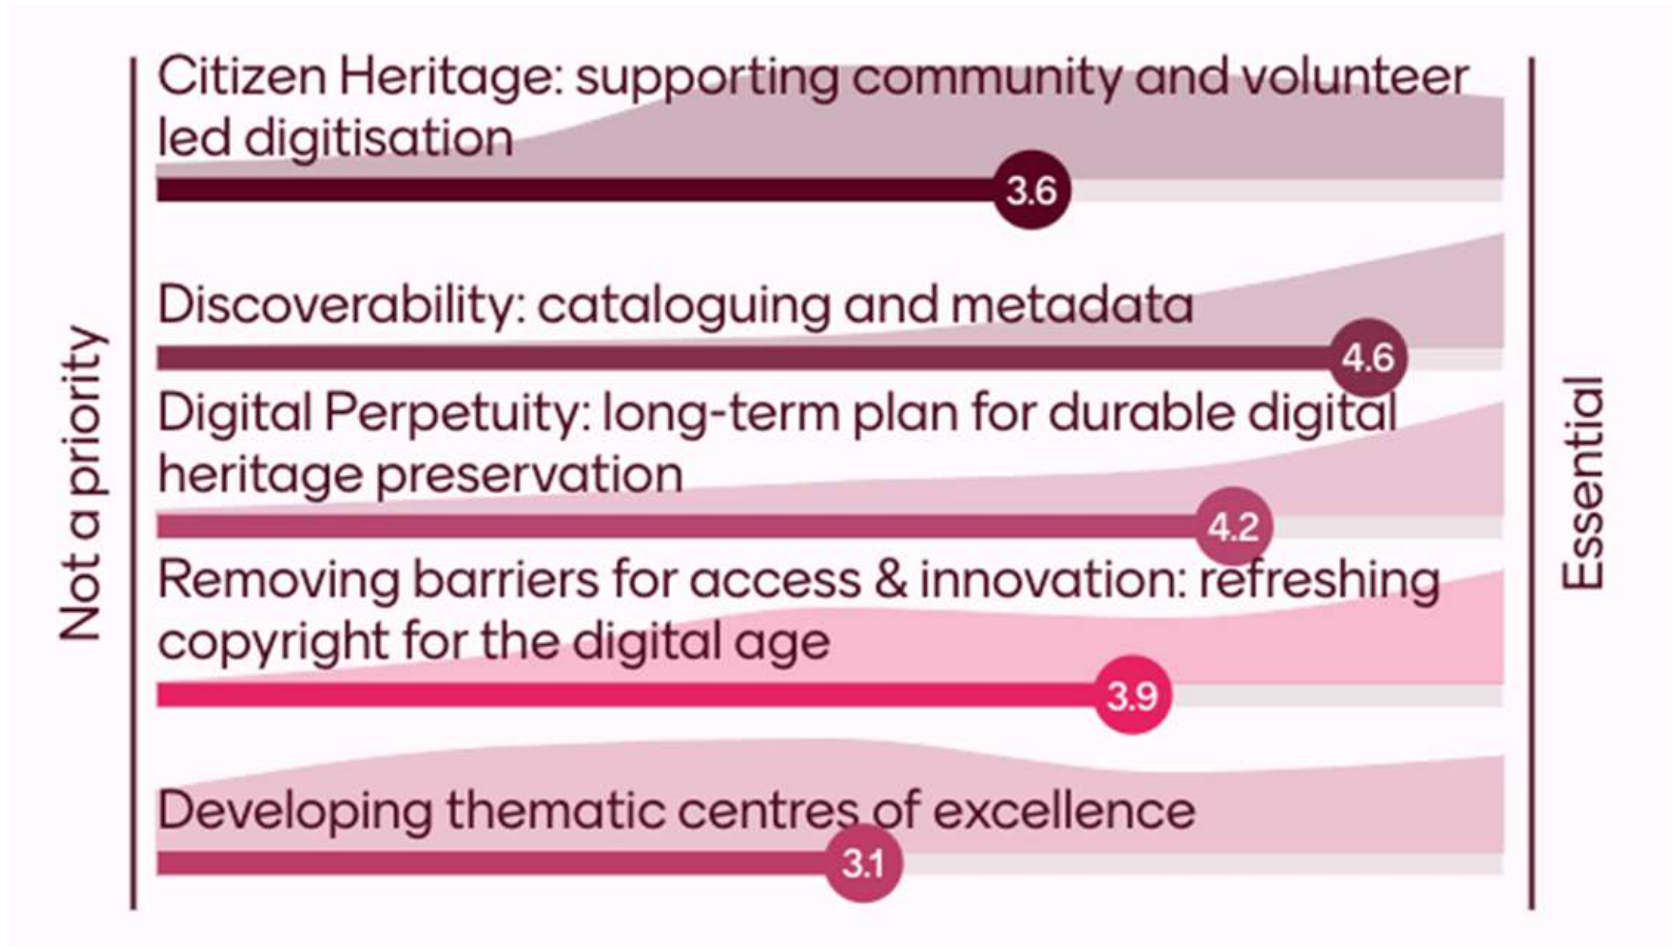 Citizen Heritage: supporting community and volunteer
led digitisation
3.6
Discoverability: cataloguing and metadata
4.6
Digital Perpetuity: long-term plan for durable digital
heritage preservation
4.2
Removing barriers for access & innovation: refreshing
copyright for the digital age
3.9
Developing thematic centres of excellence
3.1
Not a priority
Essential